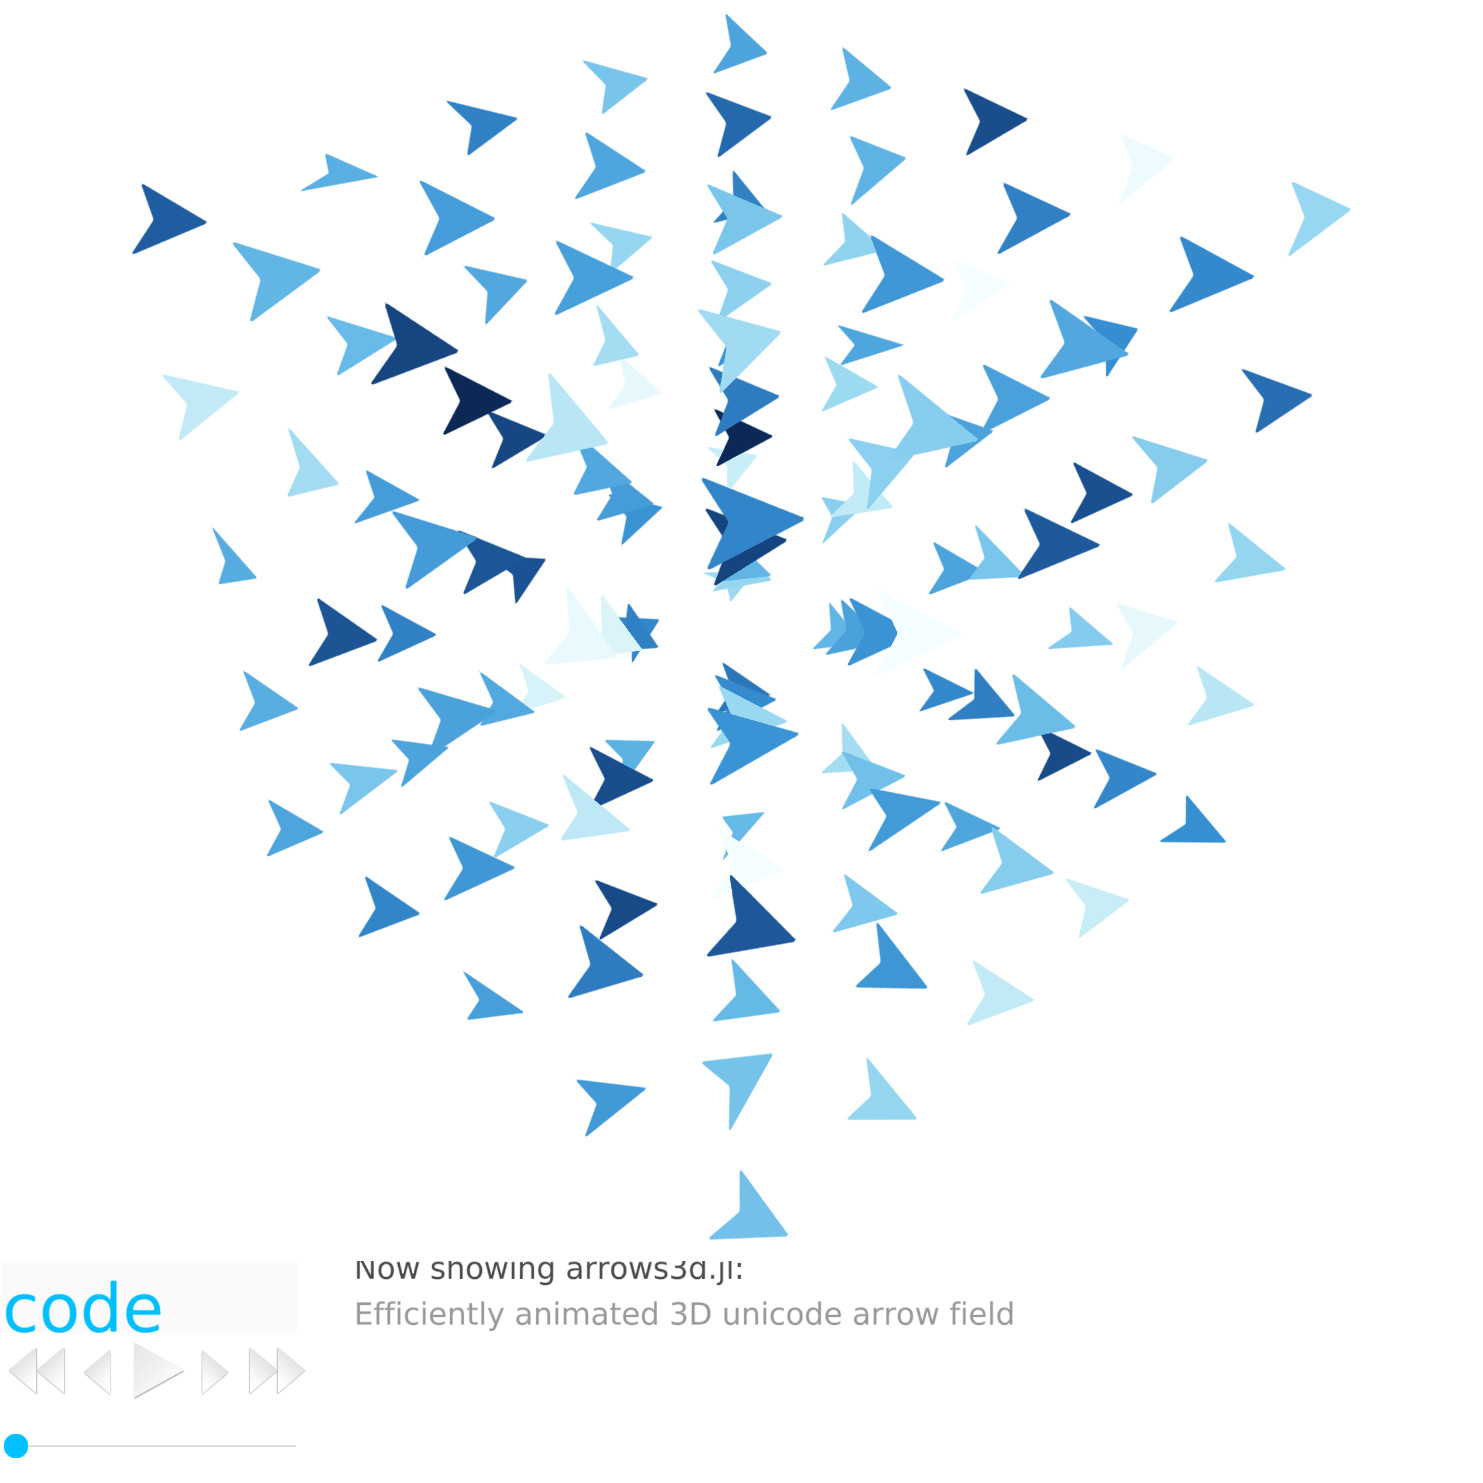 Now showing arrows3d.jl:
code
Efficiently animated 3D unicode arrow field